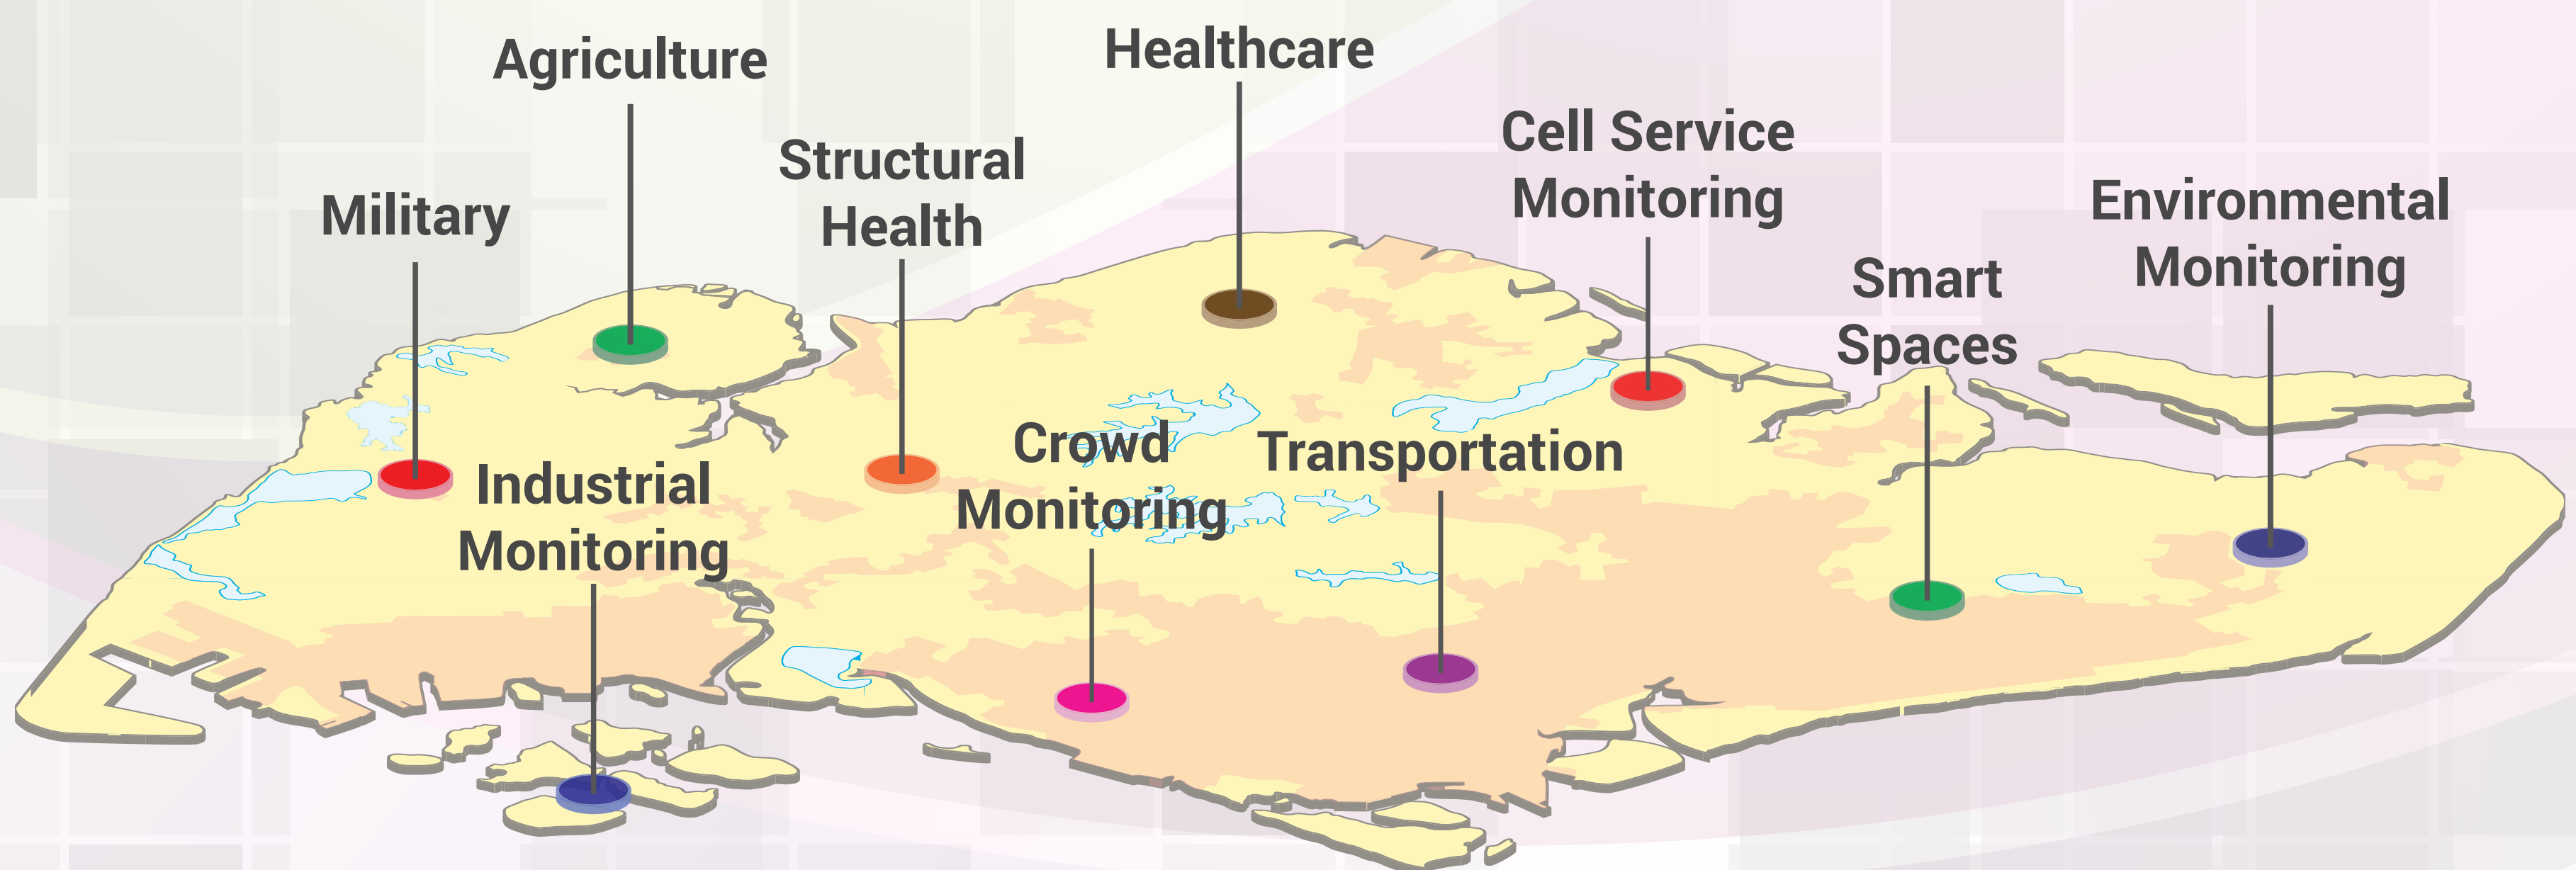 Agriculture
Healthcare
Structural
Health
Cell Service
Monitoring
Military
Environmental
Monitoring
Smart
Spaces
Industrial
Monitoring
Crowd
Monitoring
Transportation